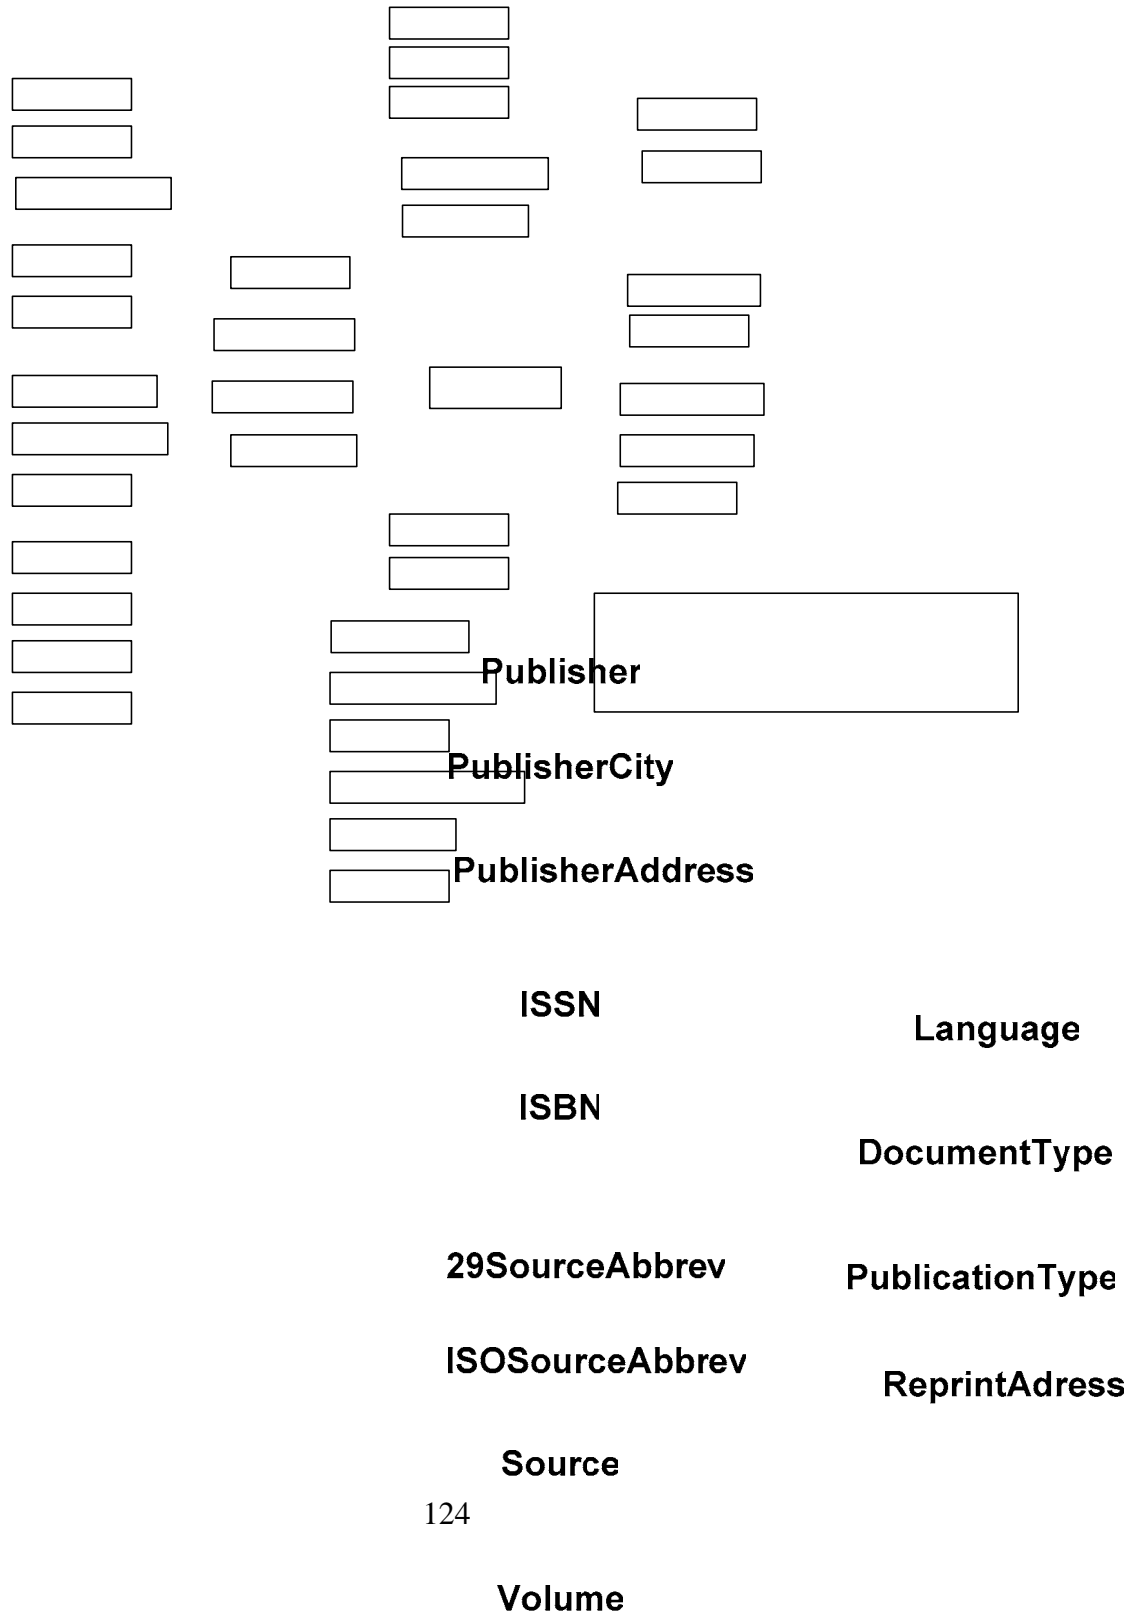 Publisher
PublisherCity
PublisherAddress
ISSN
Language
ISBN
DocumentType
29SourceAbbrev
PublicationType
ISOSourceAbbrev
ReprintAdress
Source
124
Volume